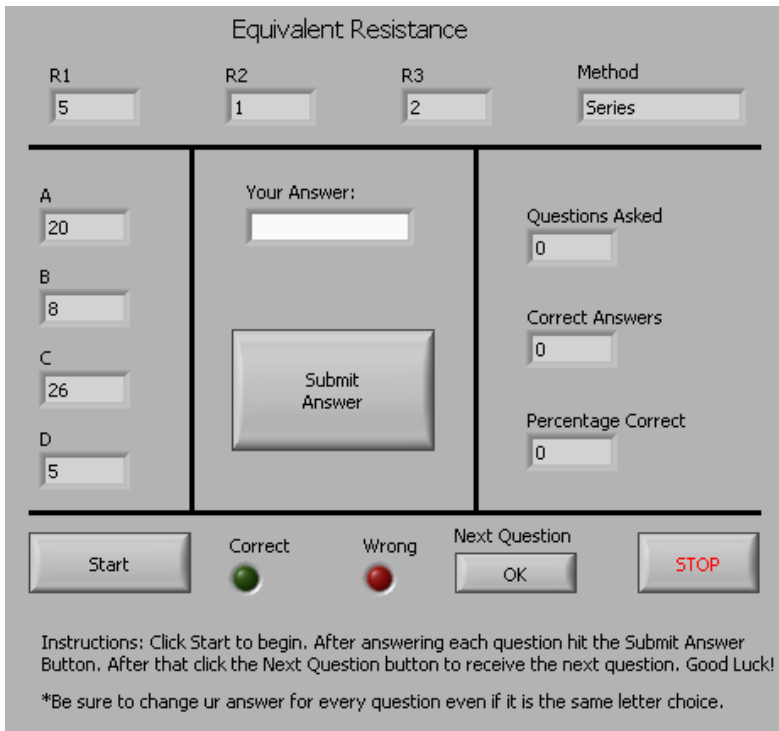 Equivalent Resistance
R1 R2 R3 Method
5 1 2 Series
A
20
B
8
C
26
D
5
Your Answer:
Submit
Answer
Questions Asked
0
Correct Answers
0
Percentage Correct
0
Start
Correct
Wrong
Next Question
OK
STOP
Instructions: Click Start to begin. After answering each question hit the Submit Answer
Button. After that click the Next Question button to receive the next question. Good Luck!
*Be sure to change ur answer for every question even if it is the same letter choice.